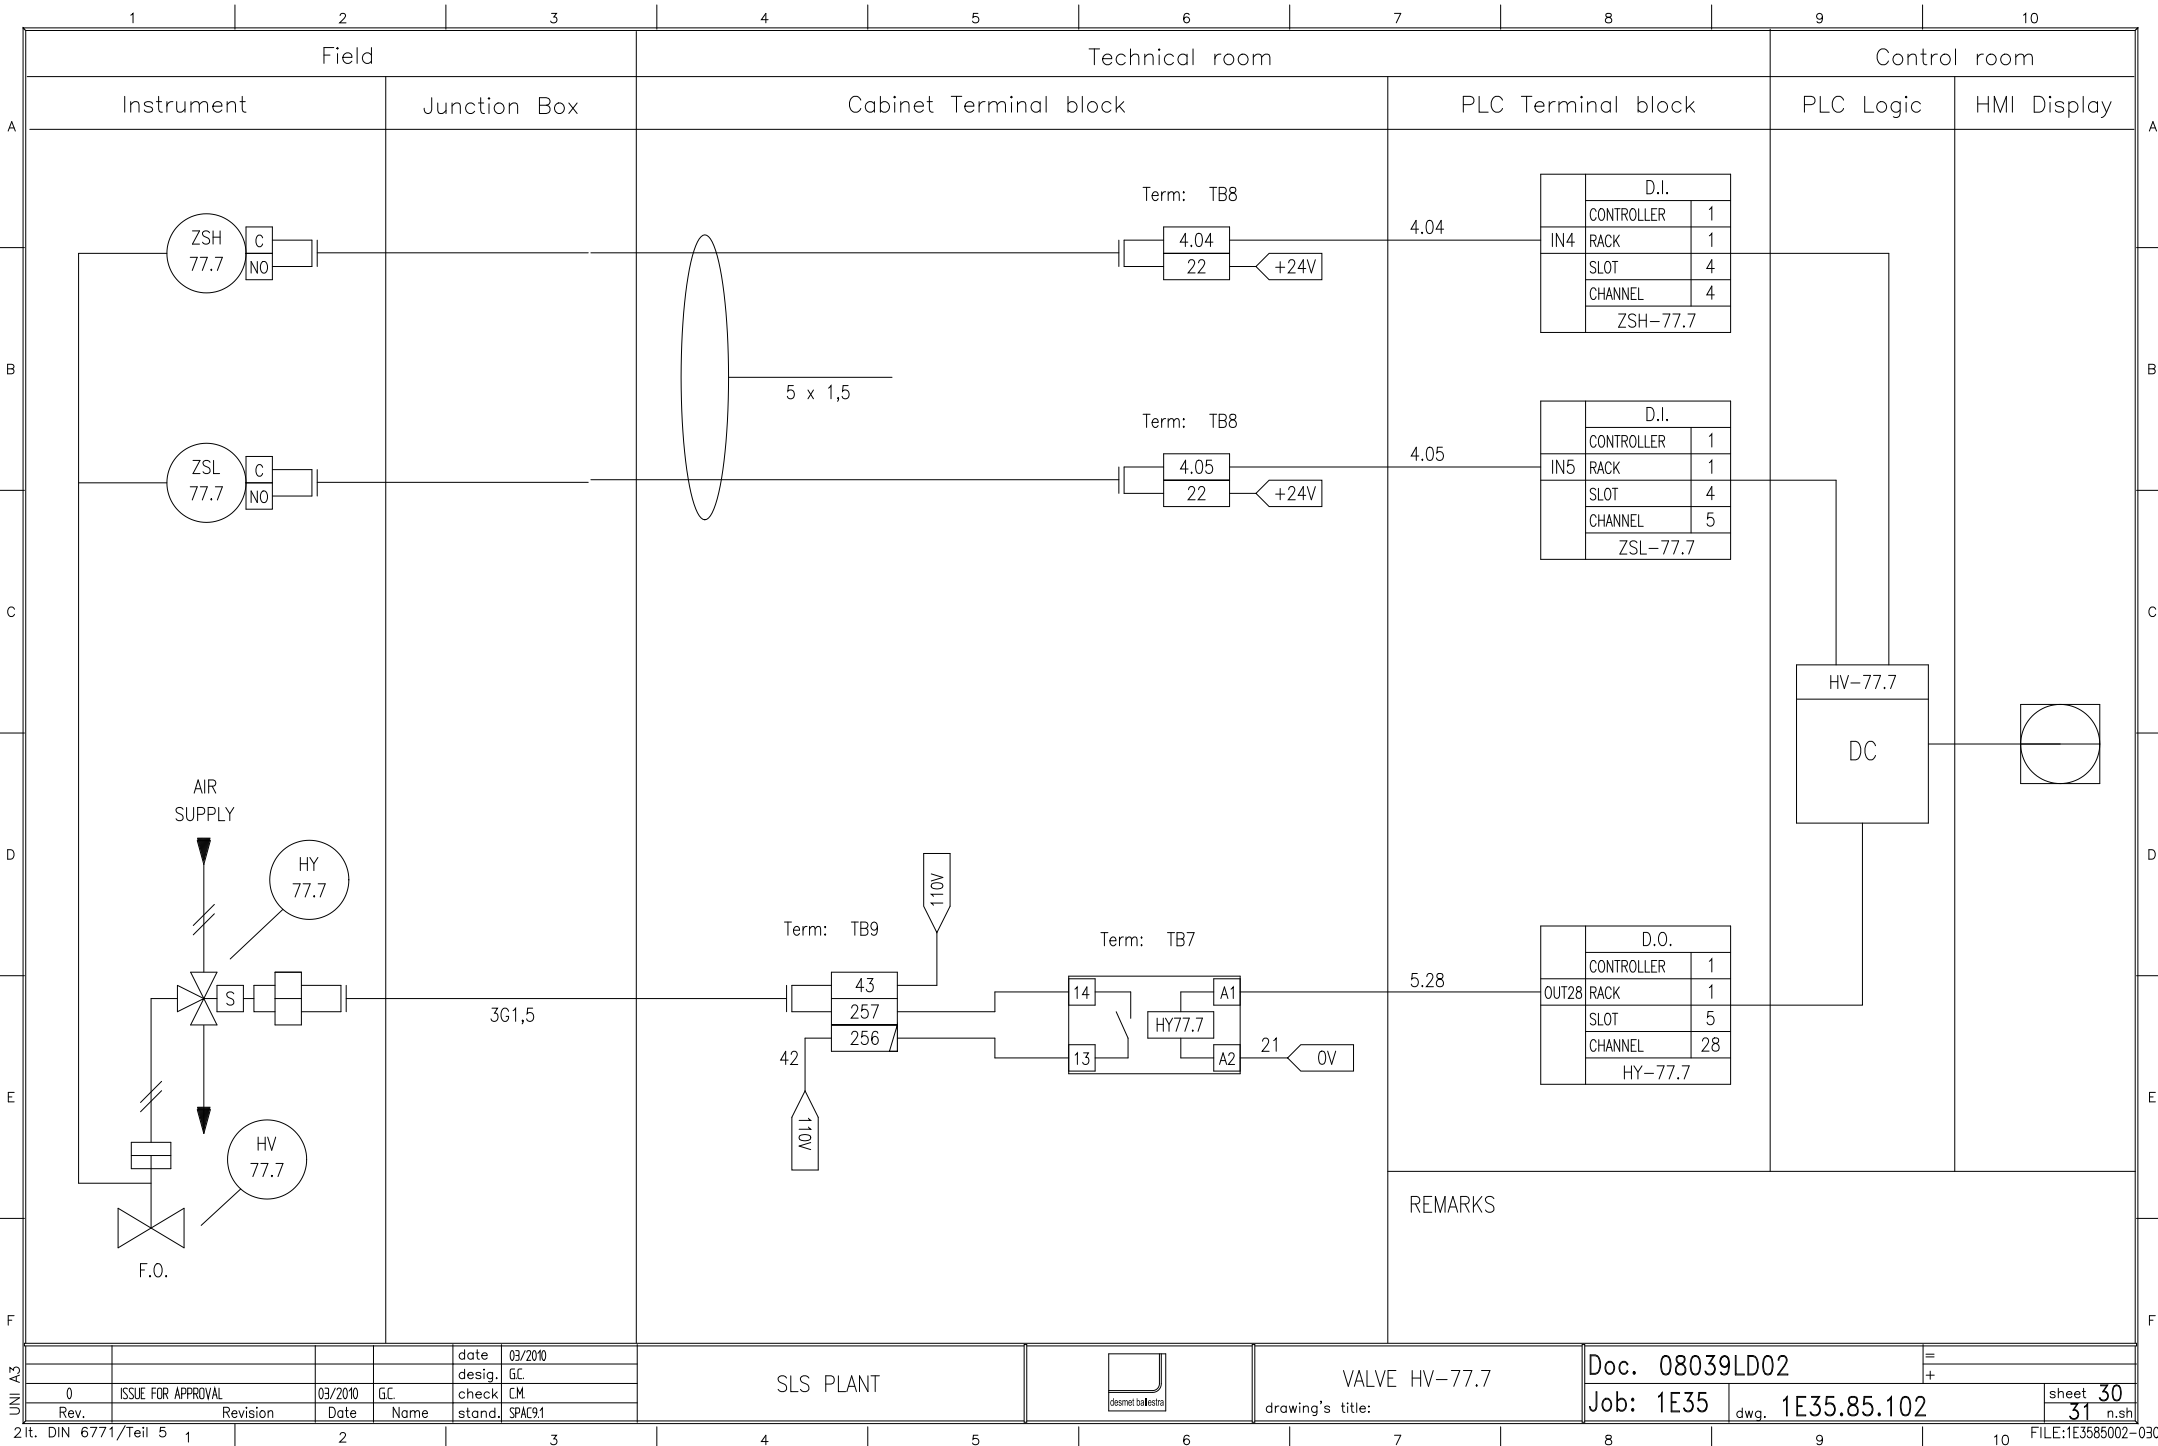 1 2 3 4 5 6 7 8 9 10
Field
Technical room
Control room
Instrument
Junction Box
Cabinet Terminal block
PLC Terminal block
PLC Logic
HMI Display
A
A
B
B
C
C
D
D
E
E
F
F
ZSH
77.7
C
NO
Term: TB8
4.04
22
+24V
4.04
IN4
D.I.
CONTROLLER 1
RACK 1
SLOT 4
CHANNEL 4
ZSH-77.7
5 x 1,5
ZSL
77.7
C
NO
Term: TB8
4.05
22
+24V
4.05
IN5
D.I.
CONTROLLER 1
RACK 1
SLOT 4
CHANNEL 5
ZSL-77.7
HV-77.7
DC
AIR
SUPPLY
HY
77.7
S
3G1,5
Term: TB9
110V
43
257
256
42
110V
Term: TB7
14
13
HY77.7
A1
A2
21
0V
5.28
OUT28
D.O.
CONTROLLER 1
RACK 1
SLOT 5
CHANNEL 28
HY-77.7
HV
77.7
F.O.
REMARKS
date 03/2010
desig. G.C.
0 ISSUE FOR APPROVAL 03/2010 G.C. check C.M.
Rev. Revision Date Name stand. SPAC9.1
SLS PLANT
desmet ballestra
VALVE HV-77.7
drawing's title:
Doc. 08039LD02
=
+
Job: 1E35
dwg. 1E35.85.102
sheet 30
31 n.sh
UNI A3
2lt. DIN 6771/Teil 5
1 2 3 4 5 6 7 8 9 10
FILE:1E3585002-030